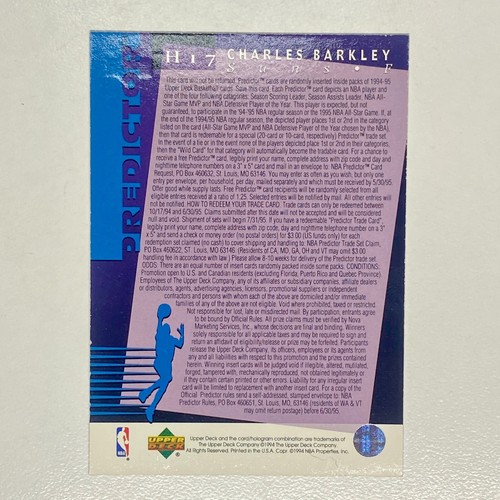 PREDICTOR
H17 CHARLES BARKLEY
SUNS • F
This card will not be returned. Predictor™ cards are randomly inserted inside packs of 1994-95
Upper Deck Basketball cards. Save this card. Each Predictor™ card depicts an NBA player and
one of the four following categories: Season Scoring Leader, Season Assists Leader, NBA All-
Star Game MVP and NBA Defensive Player of the Year. This player is expected, but not
guaranteed, to participate in the '94-'95 NBA regular season or the 1995 NBA All-Star Game. If, at
the end of the 1994/95 NBA regular season, the depicted player places 1st or 2nd in the category
listed on the card (All-Star Game MVP and NBA Defensive Player of the Year chosen by the NBA),
then that card is redeemable for a special (20-card or 10-card, respectively) Predictor™ trade set.
In the event of a tie or in the event none of the players depicted place 1st or 2nd in their categories,
the "Wild Card" for that category will automatically become the tradable card. For a chance to
receive a free Predictor™ card, legibly print your name, complete address with zip code and day and
nighttime telephone numbers on a 3" x 5" card and mail in an envelope to: NBA Predictor™ Card
Request, PO Box 460632, St. Louis, MO 63146. You may enter as often as you wish, but only one
entry per envelope, per household, per day, mailed separately and which must be received by 5/30/95.
Offer good while supply lasts. Free Predictor™ card recipients will be randomly selected from all
eligible entries received at a ratio of 1:25. Selected entries will be notified by mail. All other entries will
not be notified. HOW TO REDEEM YOUR TRADE CARD: Trade cards can only be redeemed between
10/17/94 and 6/30/95. Claims submitted after this date will not be accepted and will be considered
null and void. Shipment of sets will begin 7/31/95. If you have a redeemable "Predictor Trade Card",
legibly print your name, complete address with zip code, day and nighttime telephone number on a 3"
x 5" and send a check or money order (no postal orders) for $3.00 (US funds only) for each
redemption set claimed (no cash) to cover shipping and handling to: NBA Predictor Trade Set Claim,
PO Box 460622, ST. Louis, MO 63146 (Residents of CA, MD, GA, OH and VT may omit $3.00
handling fee in accordance with law.) Please allow 8-10 weeks for delivery of the Predictor trade set.
ODDS: There are an equal number of insert cards randomly packed inside some packs. CONDITIONS:
Promotion open to U.S. and Canadian residents (excluding Florida, Puerto Rico and Quebec Province).
Employees of The Upper Deck Company, any of its affiliates or subsidiary companies, affiliate dealers
or distributors, agents, advertising agencies, licensors, promotional suppliers or independent
contractors and persons with whom each of the above are domiciled and/or immediate
families of any of the above are not eligible. Void where prohibited, taxed or restricted.
Not responsible for lost, late or misdirected mail. By participation, entrants agree
to be bound by Official Rules. All prize claims must be verified by Nova
Marketing Services, Inc., whose decisions are final and binding. Winners
solely responsible for all applicable taxes and may be required to sign and
return an affidavit of eligibility/release or prize may be forfeited. Participants
release the Upper Deck Company, its officers, employees or its agents from
any and all liability with respect to this promotion and the prizes contained herein.
Winning insert cards will be judged void if illegible, altered, mutilated,
forged, tampered with, mechanically reproduced, not obtained legitimately or
if they contain certain printed or other errors. Liability for any irregular insert
card will be limited to replacement with another insert card. For a copy of the
Official Predictor rules send a self-addressed, stamped envelope to: NBA
Predictor Rules, PO Box 460651, St. Louis, MO, 63146 (residents of WA & VT
may omit return postage) before 6/30/95.
NBA
UPPER
DECK
Upper Deck and the card/hologram combination are trademarks of
The Upper Deck Company. ©1994 The Upper Deck Company.
All Rights Reserved. Printed in the U.S.A. Copr. ©1994 NBA Properties, Inc.